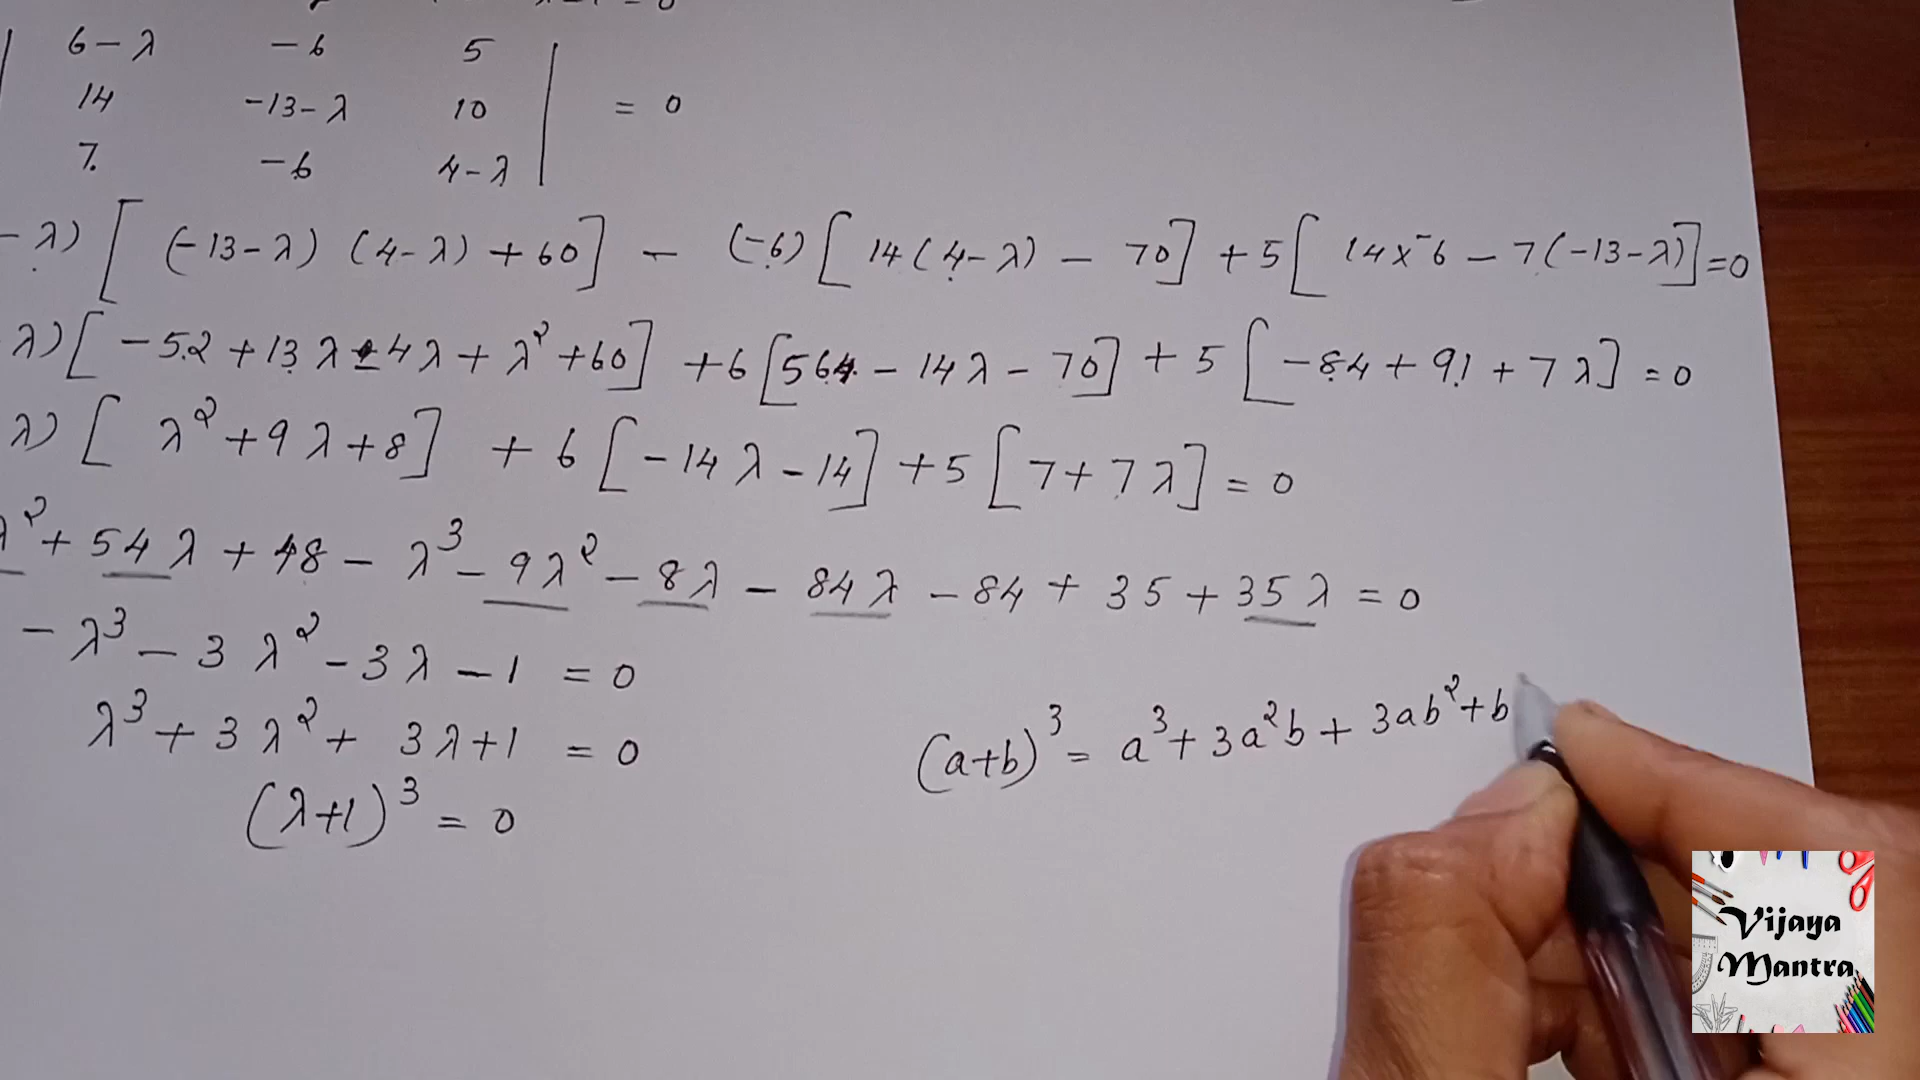 6-λ -6 5
14 -13-λ 10 = 0
7 -6 4-λ
-λ) [ (-13-λ) (4-λ) + 60] - (-6) [ 14(4-λ) - 70] + 5 [ 14x-6 - 7(-13-λ)] = 0
λ) [ -52 + 13λ - 4λ + λ² + 60] + 6 [564 - 14λ - 70] + 5 [ -84 + 91 + 7λ] = 0
λ) [ λ² + 9λ + 8] + 6 [ -14λ - 14] + 5 [ 7 + 7λ] = 0
λ² + 54λ + 48 - λ³ - 9λ² - 8λ - 84λ - 84 + 35 + 35λ = 0
-λ³ - 3λ² - 3λ - 1 = 0
λ³ + 3λ² + 3λ + 1 = 0
(a+b)³ = a³ + 3a²b + 3ab² + b
(λ+1)³ = 0
Vijaya
Mantra